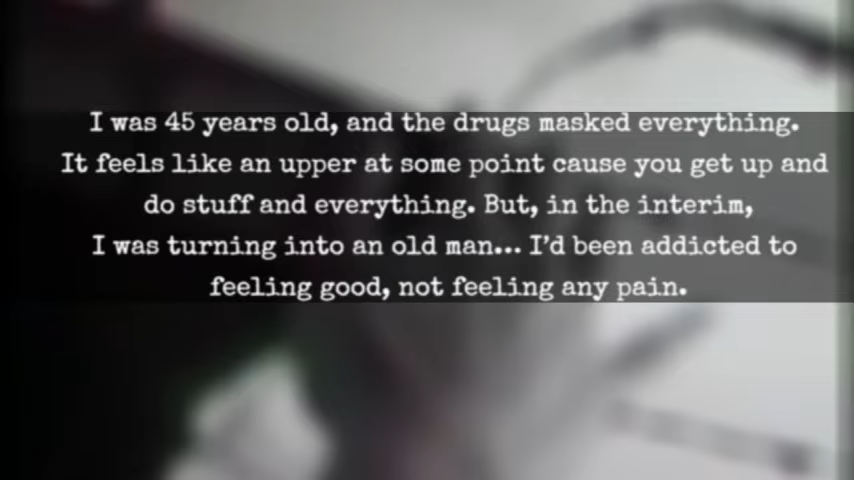 I was 45 years old, and the drugs masked everything.
It feels like an upper at some point cause you get up and
do stuff and everything. But, in the interim,
I was turning into an old man... I'd been addicted to
feeling good, not feeling any pain.